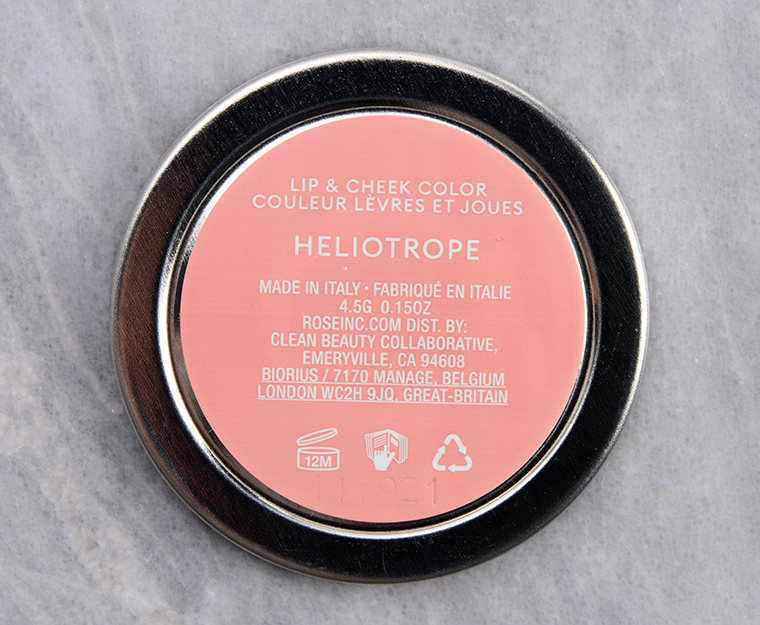 LIP & CHEEK COLOR
COULEUR LÈVRES ET JOUES
HELIOTROPE
MADE IN ITALY • FABRIQUÉ EN ITALIE
4.5G 0.15OZ
ROSEINC.COM DIST. BY:
CLEAN BEAUTY COLLABORATIVE,
EMERYVILLE, CA 94608
BIORIUS / 7170 MANAGE, BELGIUM
LONDON WC2H 9JQ, GREAT-BRITAIN
12M